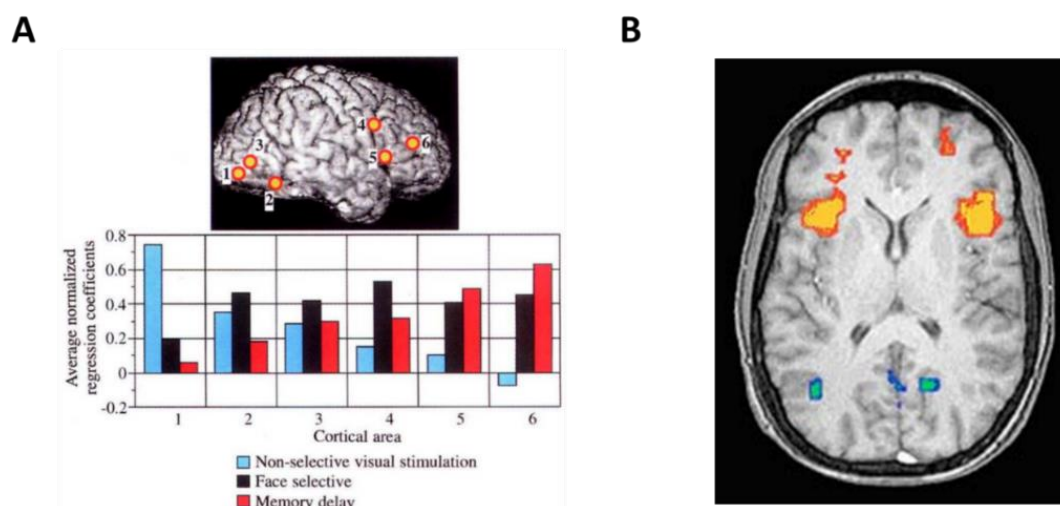 A
B
4
6
3
5
1
2
Average normalized
regression coefficients
0.8
0.6
0.4
0.2
0
-0.2
1 2 3 4 5 6
Cortical area
Non-selective visual stimulation
Face selective
Memory delay